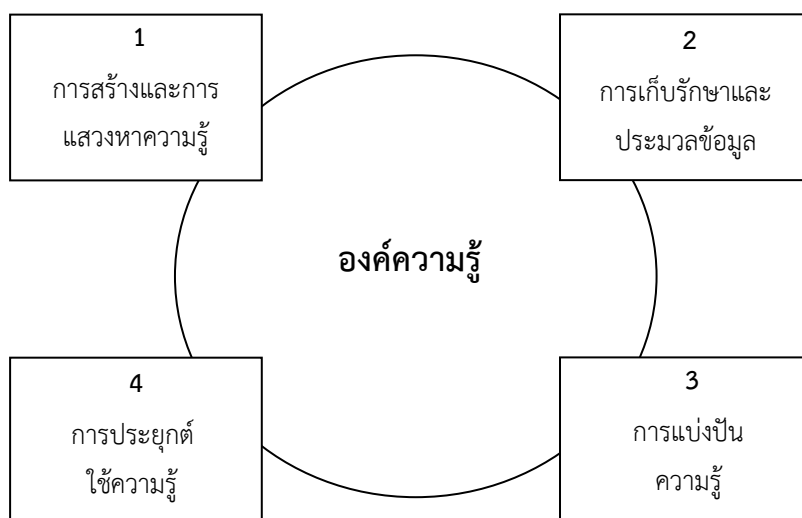 1
การสร้างและการ
แสวงหาความรู้
2
การเก็บรักษาและ
ประมวลข้อมูล
องค์ความรู้
4
การประยุกต์
ใช้ความรู้
3
การแบ่งปัน
ความรู้